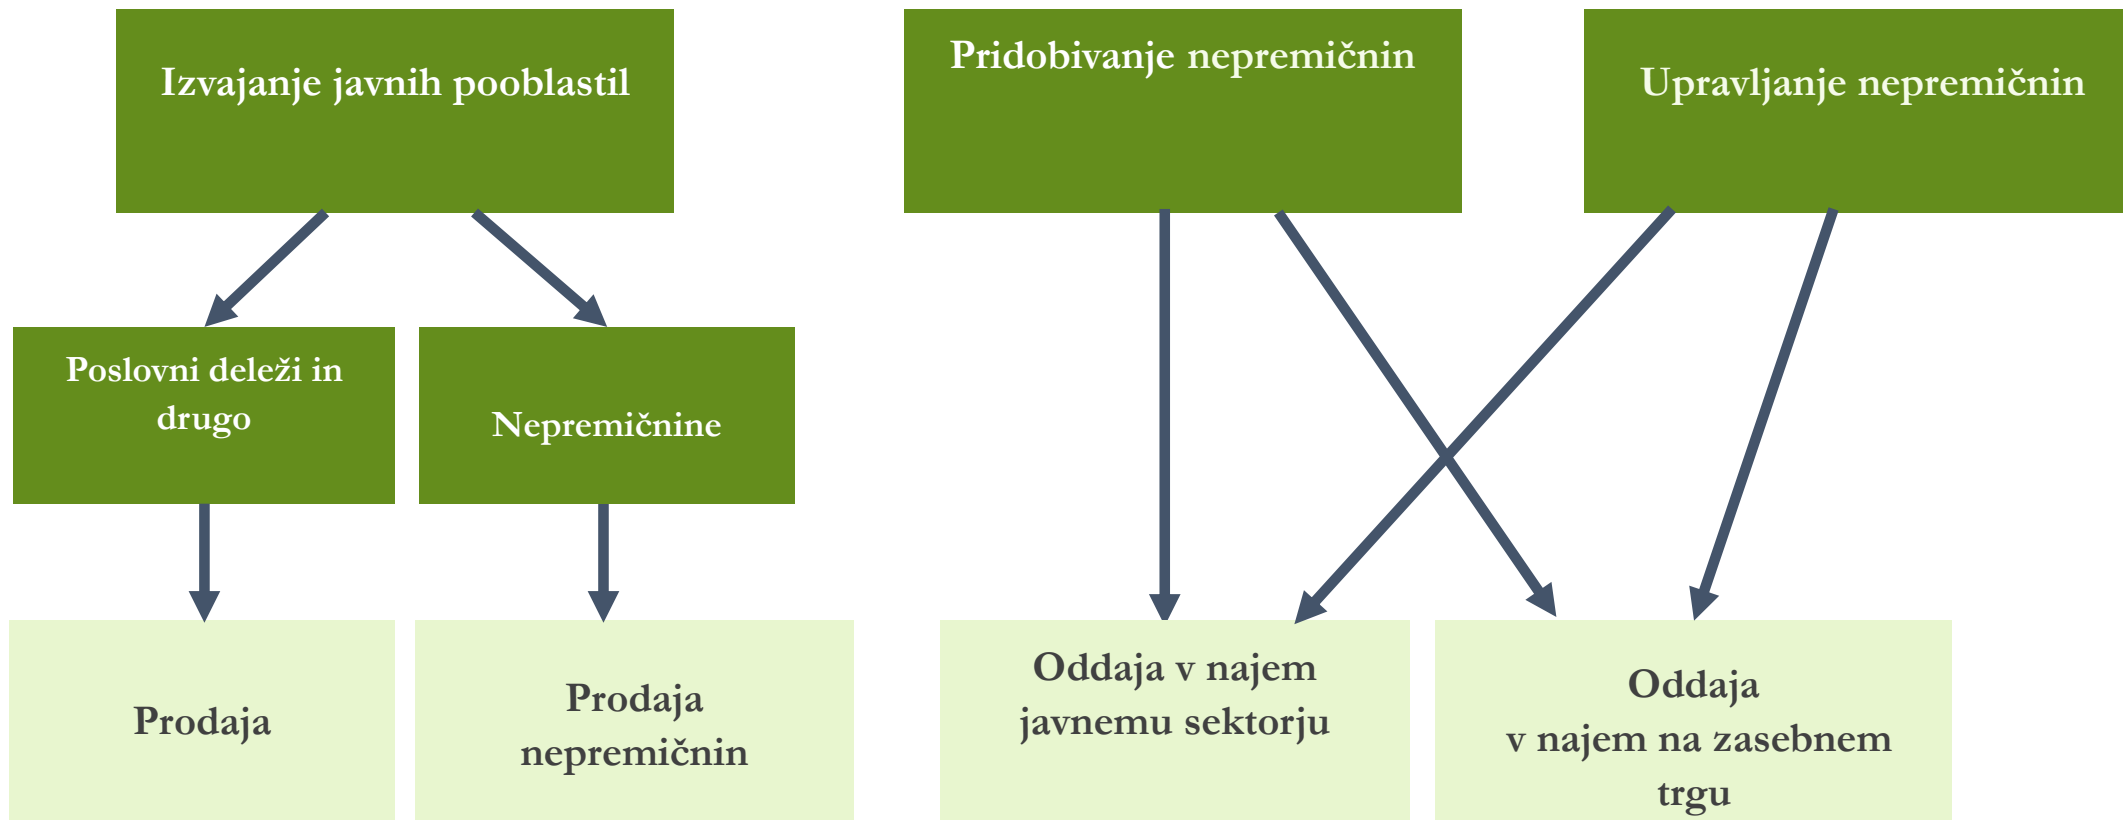 Izvajanje javnih pooblastil
Pridobivanje nepremičnin
Upravljanje nepremičnin
Poslovni deleži in
drugo
Nepremičnine
Prodaja
Prodaja
nepremičnin
Oddaja v najem
javnemu sektorju
Oddaja
v najem na zasebnem
trgu